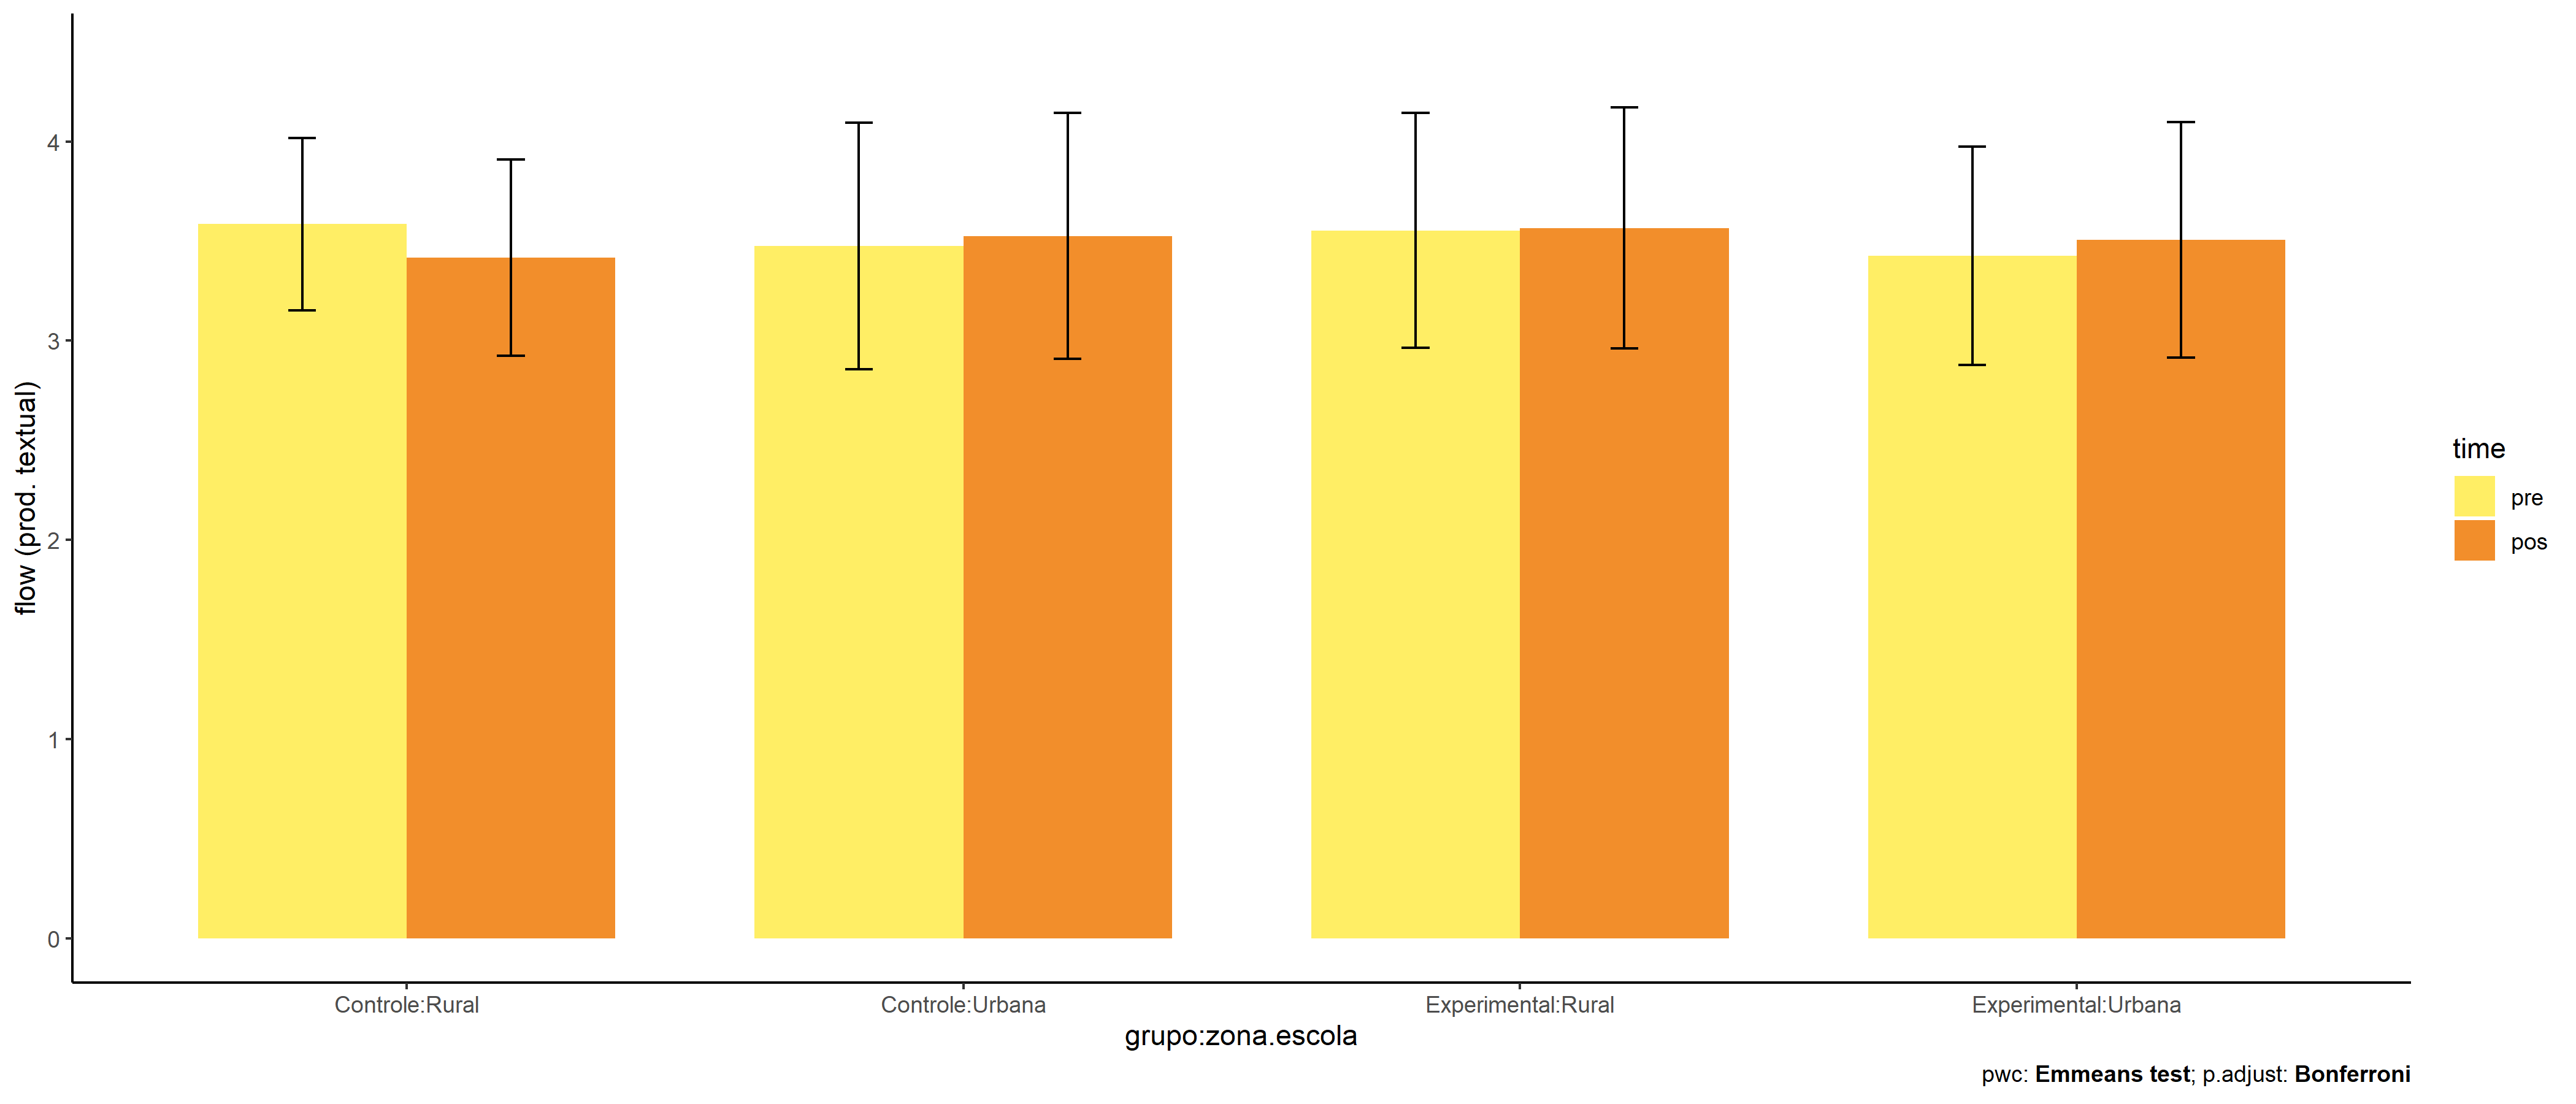 flow (prod. textual)
4
3
2
1
0
Controle:Rural
Controle:Urbana
Experimental:Rural
Experimental:Urbana
grupo:zona.escola
time
pre
pos
pwc: Emmeans test; p.adjust: Bonferroni